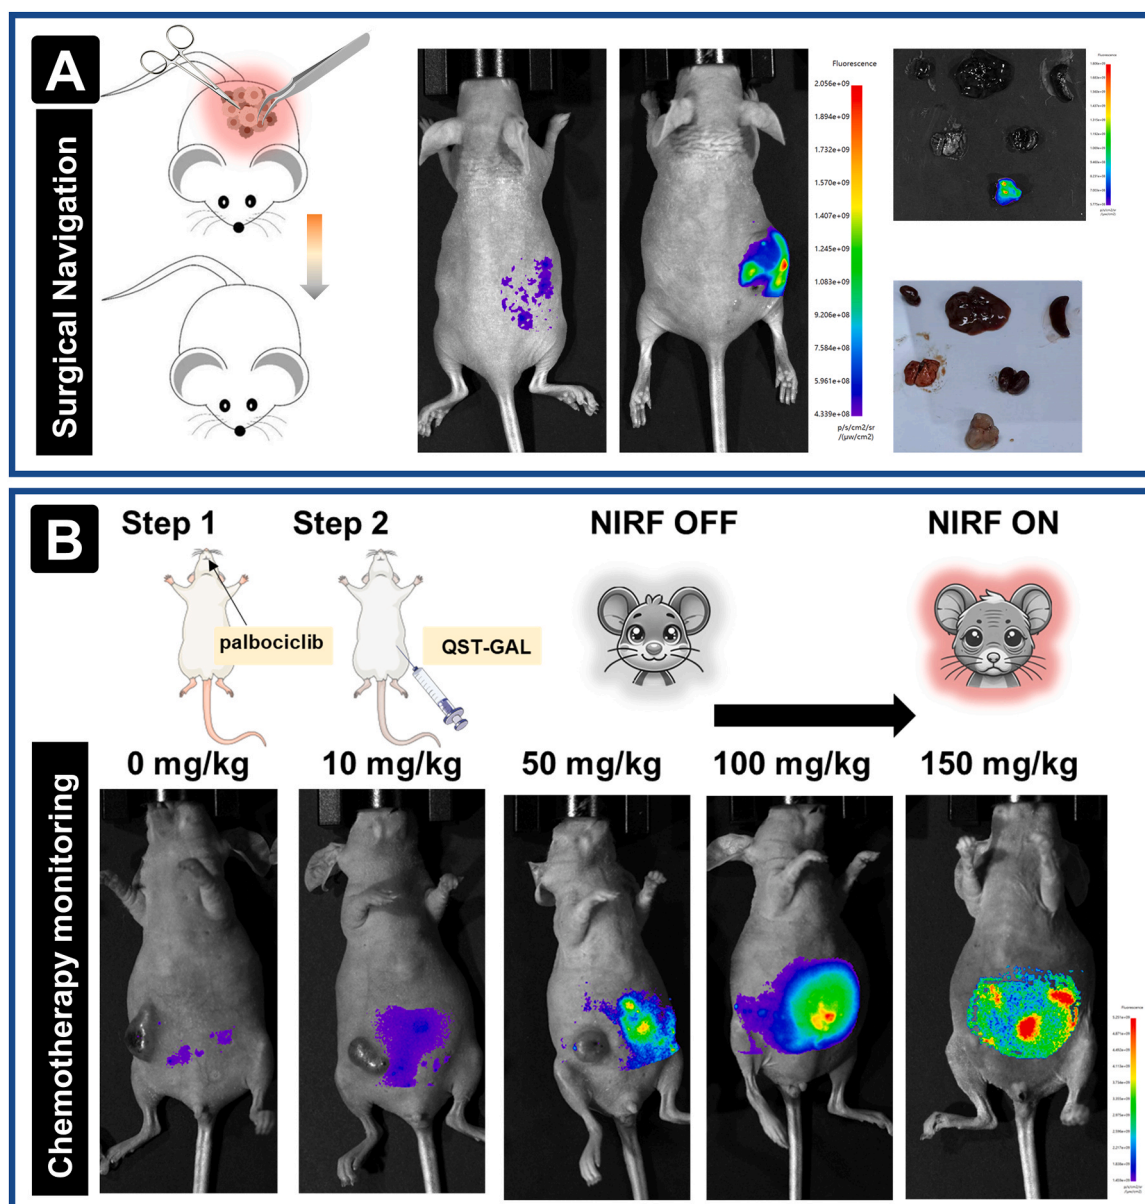 A
Surgical Navigation
Fluorescence
2.056e+09
1.894e+09
1.732e+09
1.570e+09
1.407e+09
1.245e+09
1.083e+09
9.206e+08
7.584e+08
5.961e+08
4.339e+08
p/s/cm2/sr
/(μw/cm2)
B
Step 1
Step 2
NIRF OFF
NIRF ON
palbociclib
QST-GAL
Chemotherapy monitoring
0 mg/kg
10 mg/kg
50 mg/kg
100 mg/kg
150 mg/kg
Fluorescence